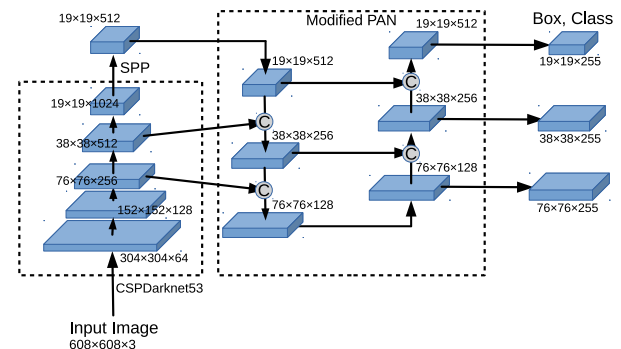 19×19×512
Modified PAN
19×19×512
Box, Class
SPP
19×19×512
19×19×255
19×19×1024
C
38×38×256
38×38×255
38×38×512
C
38×38×256
C
76×76×128
76×76×256
C
76×76×128
76×76×255
152×152×128
304×304×64
CSPDarknet53
Input Image
608×608×3